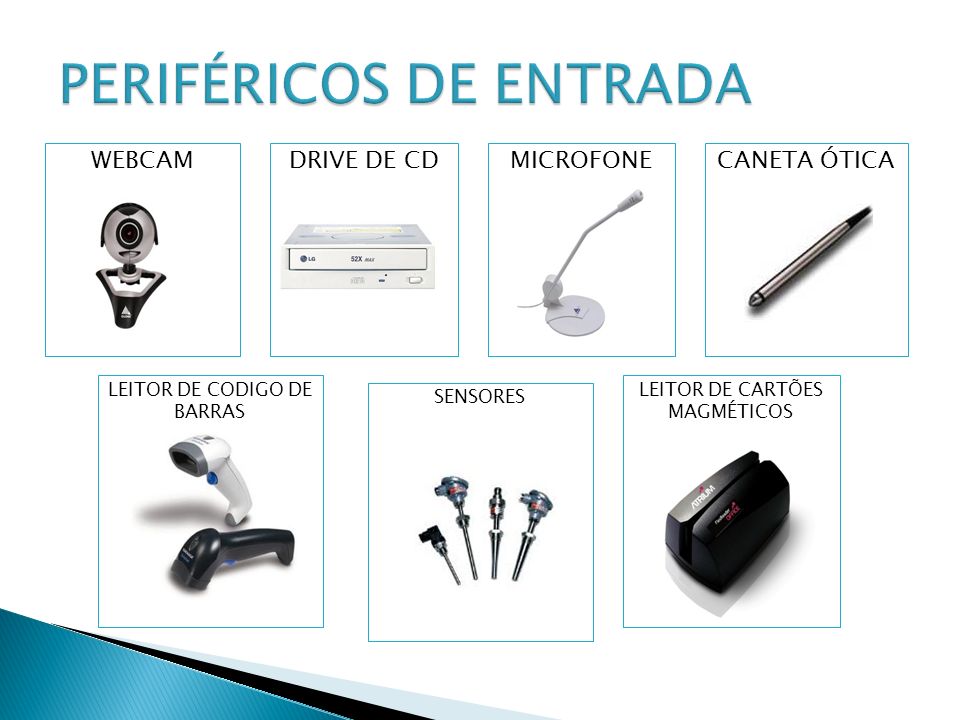 PERIFÉRICOS DE ENTRADA
WEBCAM
DRIVE DE CD
MICROFONE
CANETA ÓTICA
LG
52X MAX
LEITOR DE CODIGO DE
BARRAS
SENSORES
LEITOR DE CARTÕES
MAGMÉTICOS
ATRIUM
OFFICE